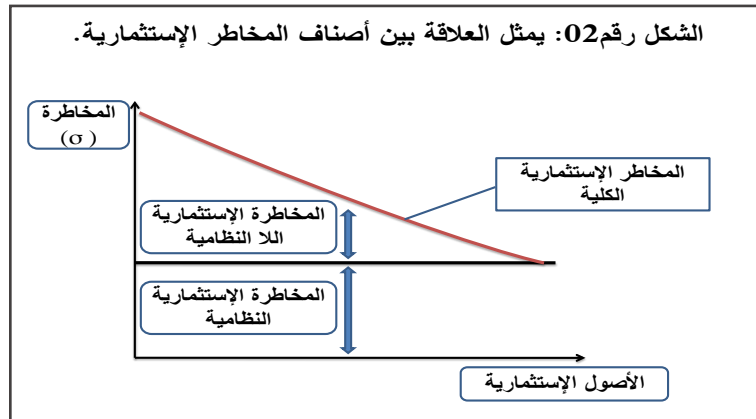 الشكل رقم02: يمثل العلاقة بين أصناف المخاطر الإستثمارية.
المخاطرة
(σ )
المخاطر الإستثمارية
الكلية
المخاطرة الإستثمارية
اللا النظامية
المخاطرة الإستثمارية
النظامية
الأصول الإستثمارية